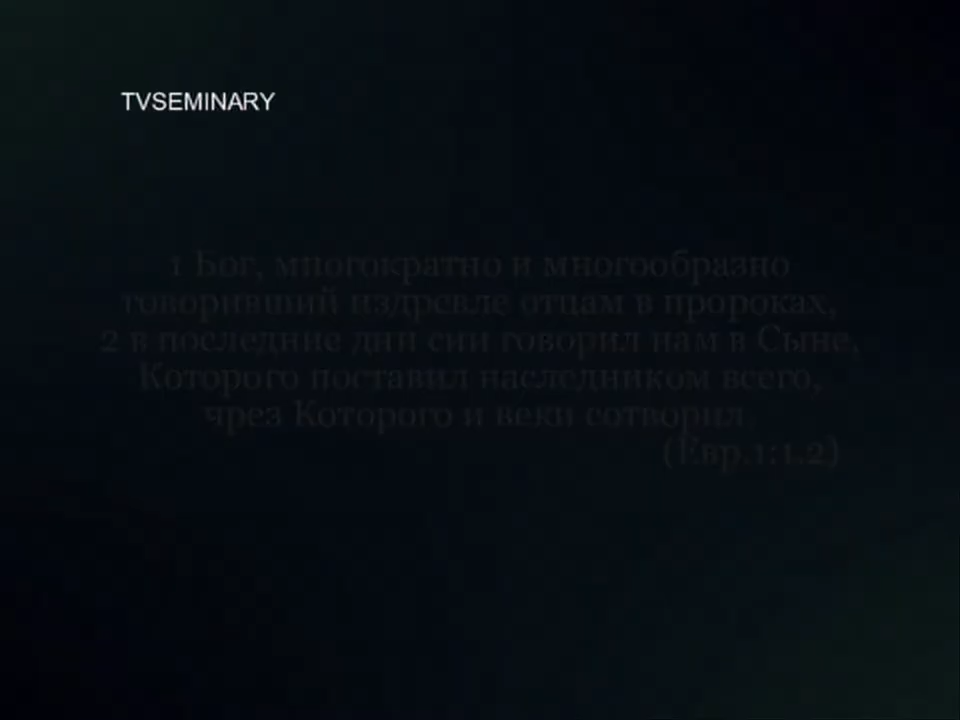 TVSEMINARY
1 Бог, многократно и многообразно
говоривший издревле отцам в пророках,
2 в последние дни сии говорил нам в Сыне,
Которого поставил наследником всего,
чрез Которого и веки сотворил.
(Евр.1:1.2)